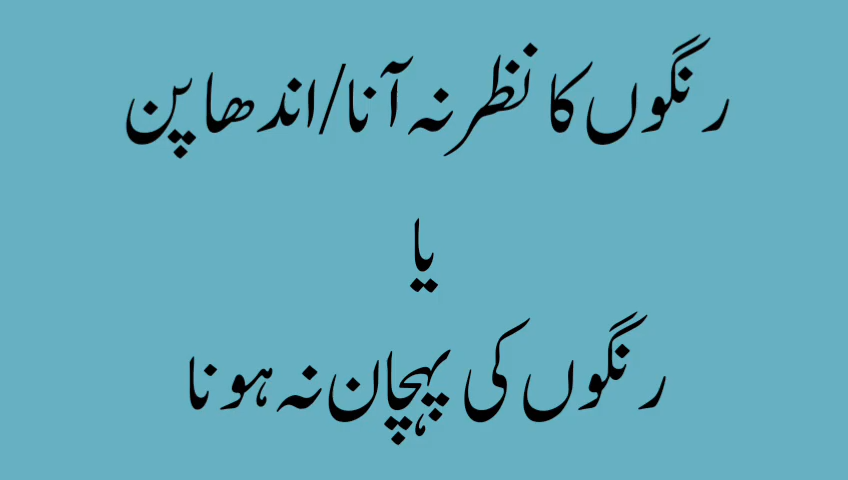 رنگوں کا نظر نہ آنا/اندھا پن
یا
رنگوں کی پہچان نہ ہونا